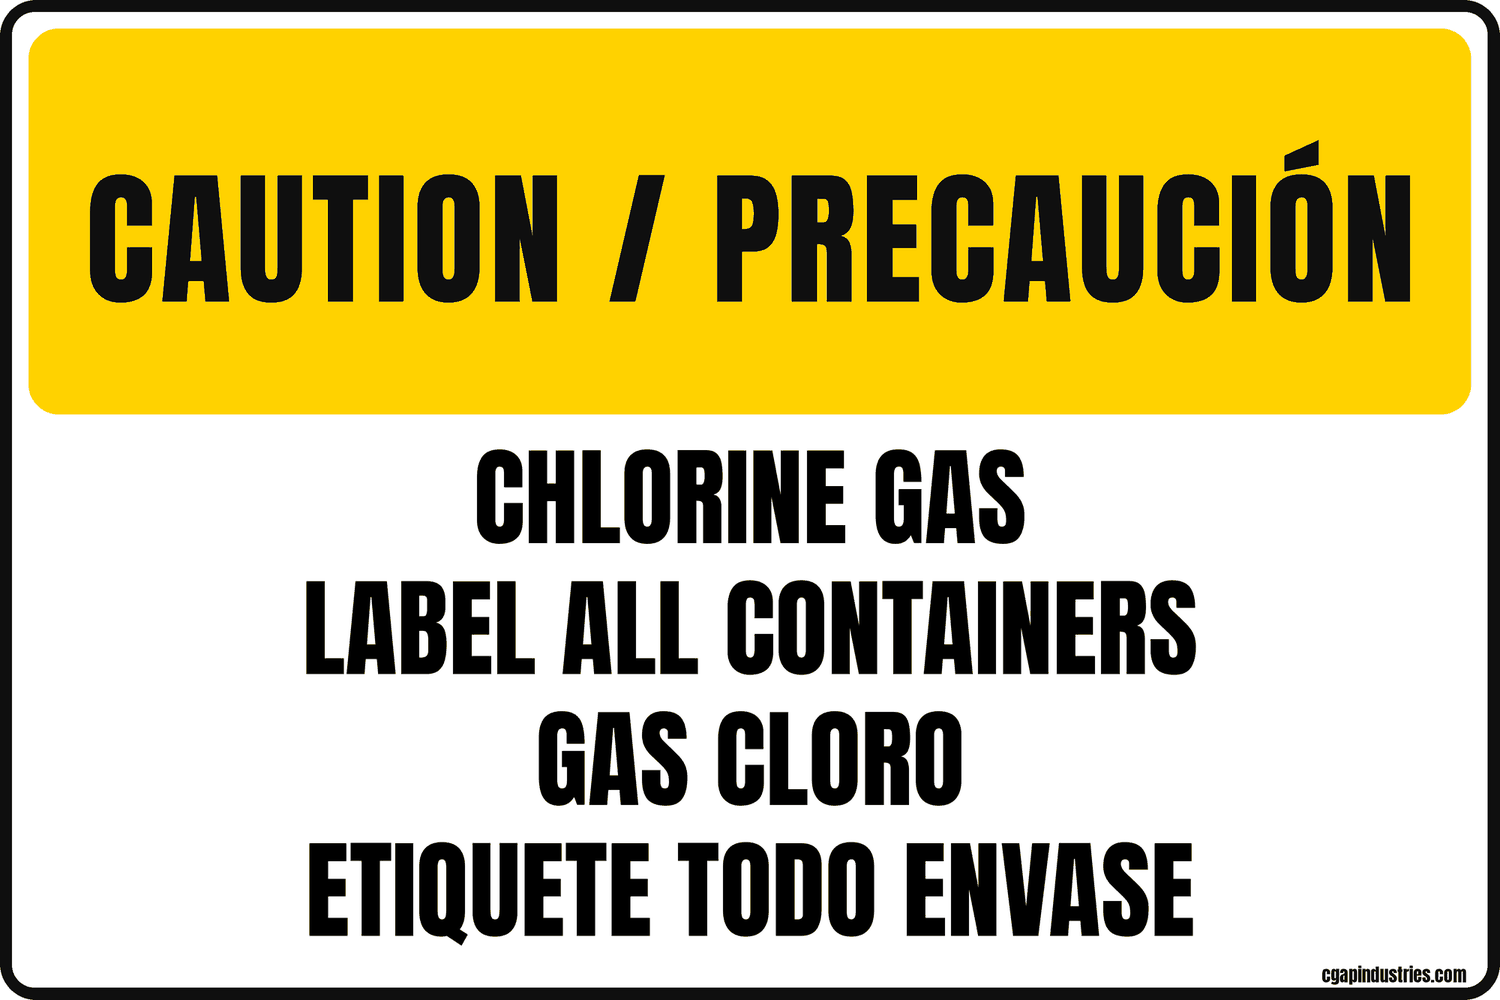 CAUTION / PRECAUCIÓN
CHLORINE GAS
LABEL ALL CONTAINERS
GAS CLORO
ETIQUETE TODO ENVASE
cgapindustries.com